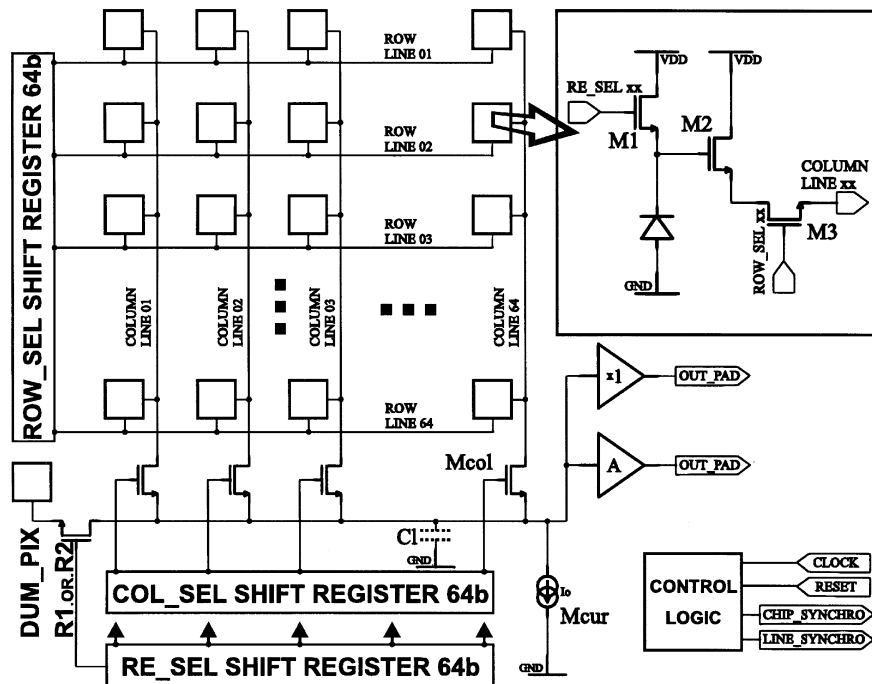 ROW_SEL SHIFT REGISTER 64b
ROW
LINE 01
ROW
LINE 02
ROW
LINE 03
COLUMN
LINE 01
COLUMN
LINE 02
COLUMN
LINE 03
COLUMN
LINE 64
ROW
LINE 64
VDD
VDD
RE_SEL xx
M1
M2
COLUMN
LINE xx
M3
ROW_SEL xx
GND
x1
OUT_PAD
A
OUT_PAD
Mcol
DUM_PIX
R1.OR.R2
Cl
GND
COL_SEL SHIFT REGISTER 64b
RE_SEL SHIFT REGISTER 64b
Io
Mcur
GND
CONTROL
LOGIC
CLOCK
RESET
CHIP_SYNCHRO
LINE_SYNCHRO